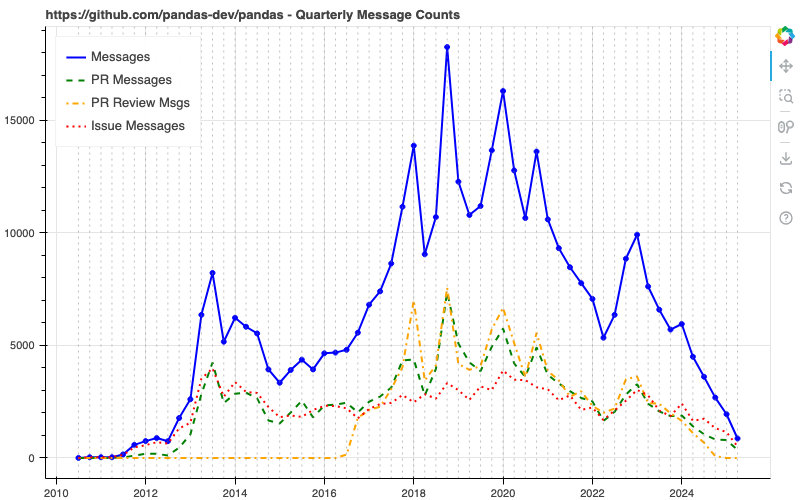 https://github.com/pandas-dev/pandas - Quarterly Message Counts
Messages
PR Messages
PR Review Msgs
Issue Messages
15000
10000
5000
0
2010 2012 2014 2016 2018 2020 2022 2024